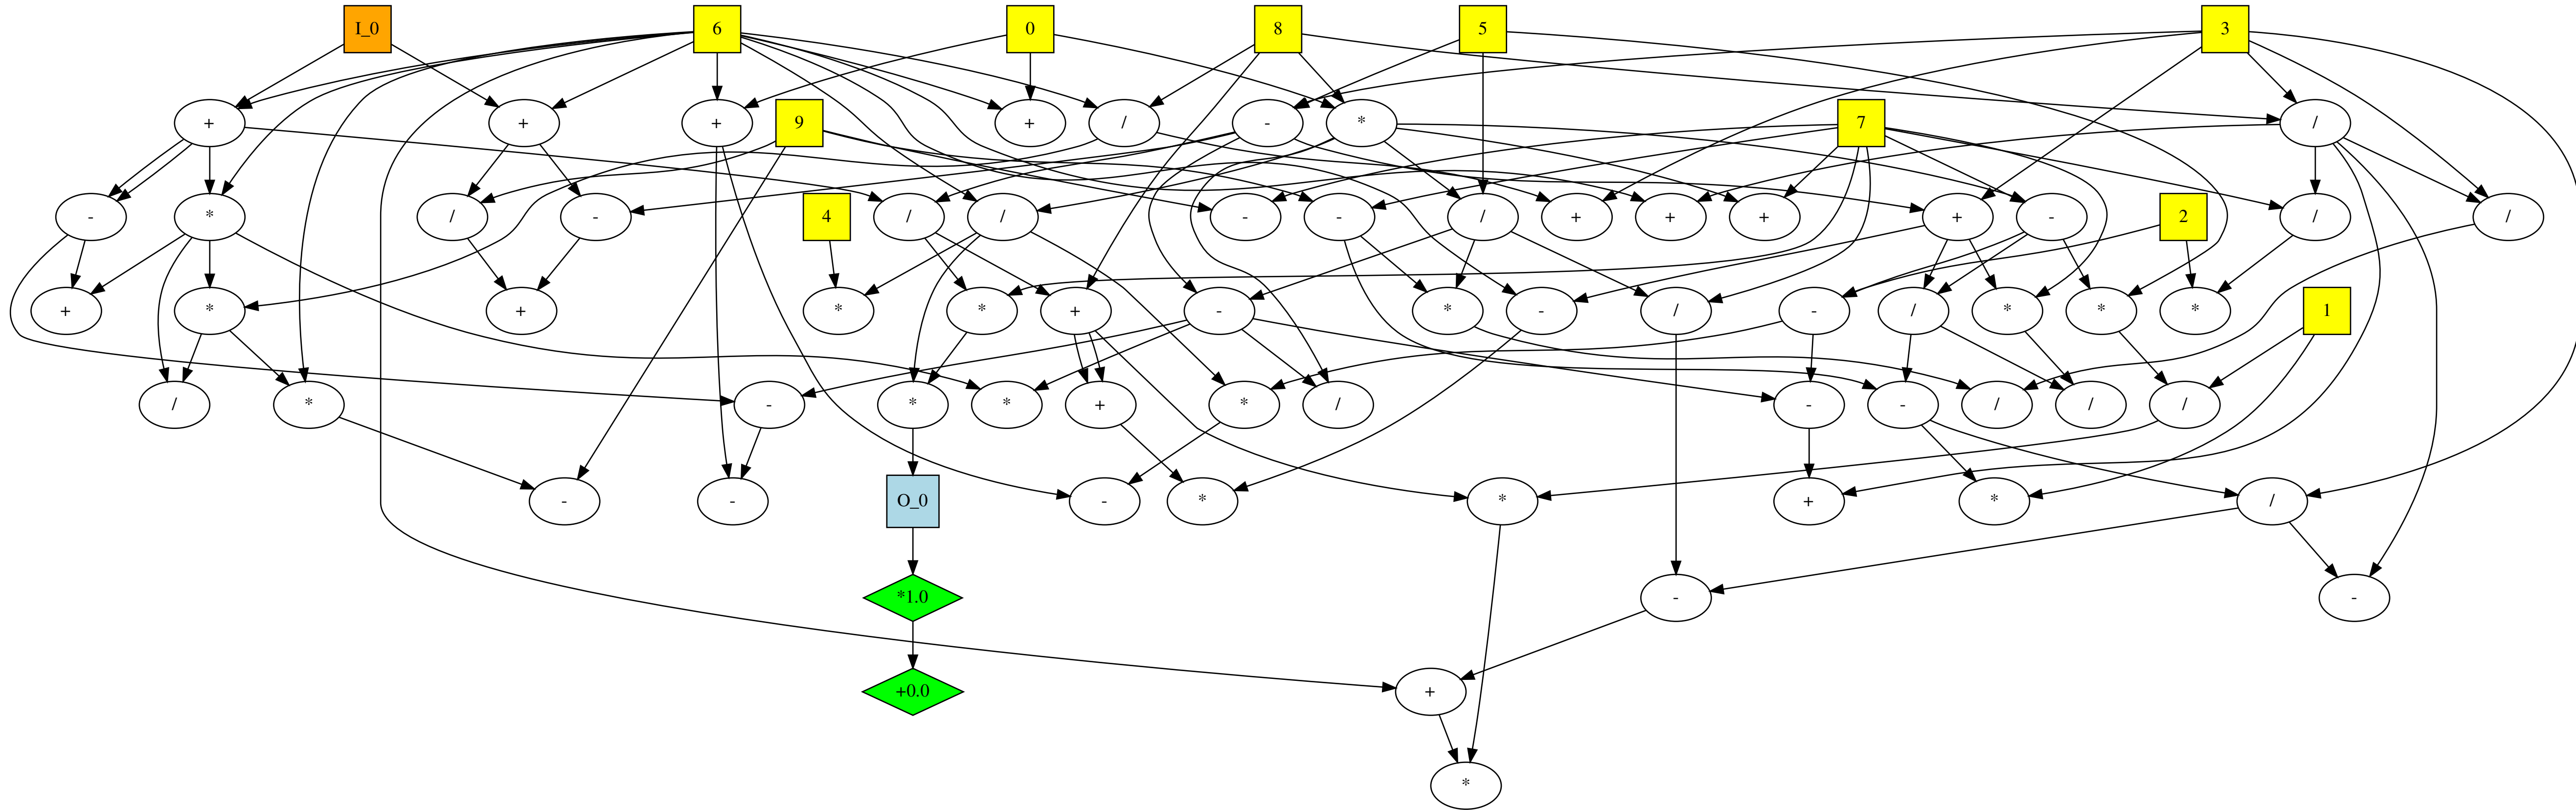 I_0 6 0 8 5 3
+ + + 9 + / - * 7 /
- * / - 4 / / - - / + + + + - 2 / /
+ * + * * + - * - / - / * * * 1
/ * - * * + * / - - / / /
- - O_0 - * * + * /
*1.0 - -
+0.0 +
*